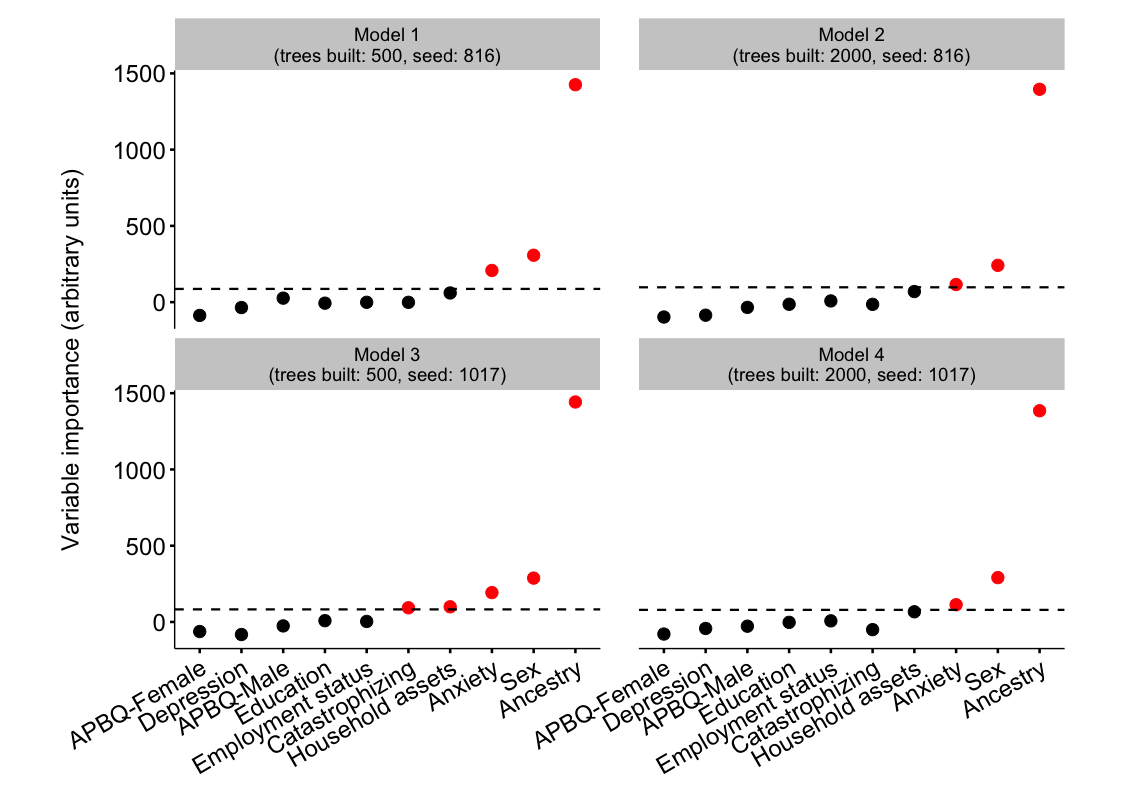 Model 1
(trees built: 500, seed: 816)
Model 2
(trees built: 2000, seed: 816)
1500
1000
500
0
Model 3
(trees built: 500, seed: 1017)
Model 4
(trees built: 2000, seed: 1017)
1500
1000
500
0
Variable importance (arbitrary units)
APBQ-Female
Depression
APBQ-Male
Education
Employment status
Catastrophizing
Household assets
Anxiety
Sex
Ancestry
APBQ-Female
Depression
APBQ-Male
Education
Employment status
Catastrophizing
Household assets
Anxiety
Sex
Ancestry